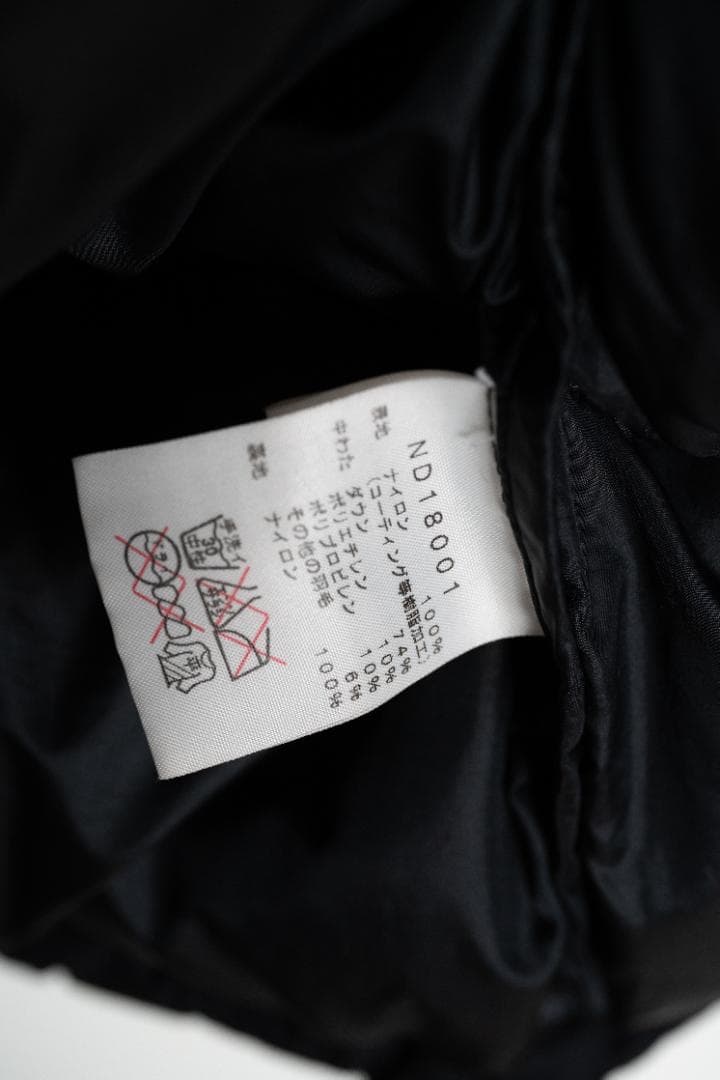 ND18001
表地 ナイロン 100%
(コーティング等樹脂加工)
中わた ダウン 74%
ポリエチレン 10%
ポリプロピレン 10%
その他の羽毛 6%
裏地 ナイロン 100%
手洗イ
30
中性